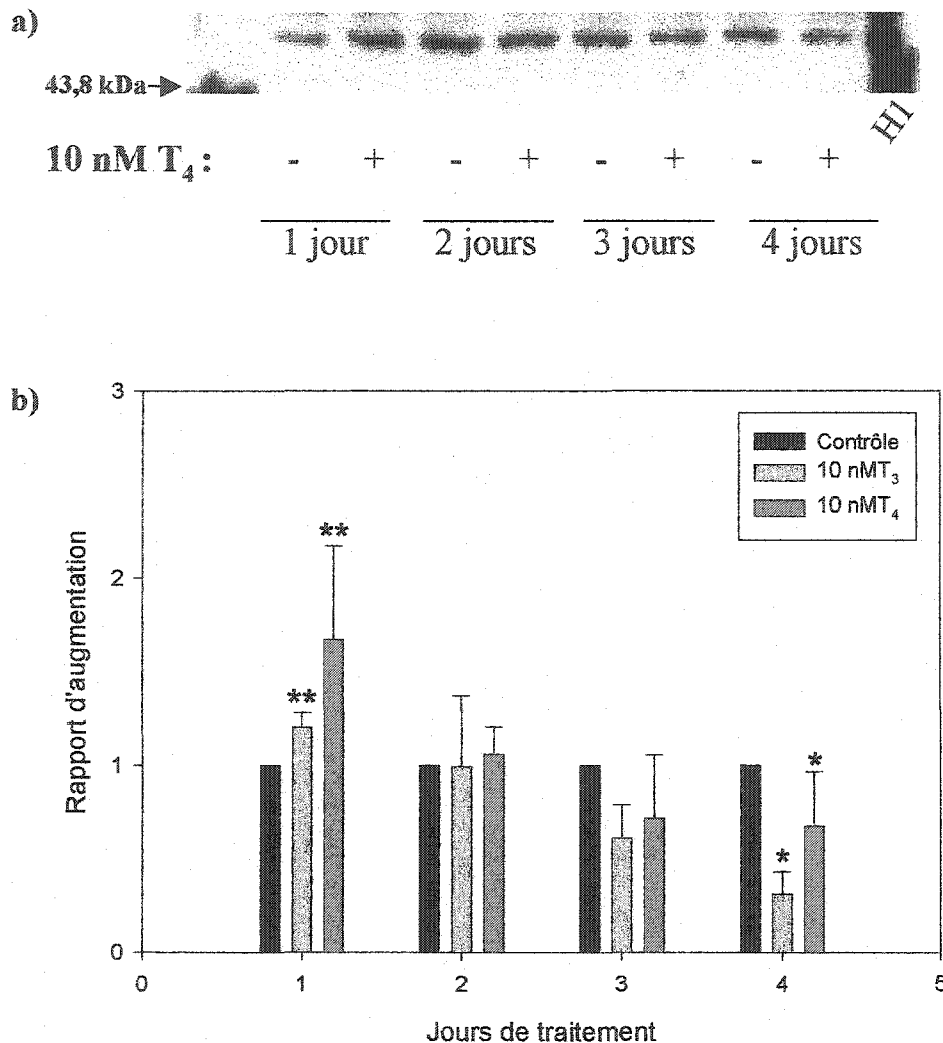 a)
43,8 kDa
H1
10 nM T4 : - + - + - + - +
1 jour 2 jours 3 jours 4 jours
b)
3
2
1
0
Rapport d'augmentation
** **
* *
Contrôle
10 nMT3
10 nMT4
0 1 2 3 4 5
Jours de traitement